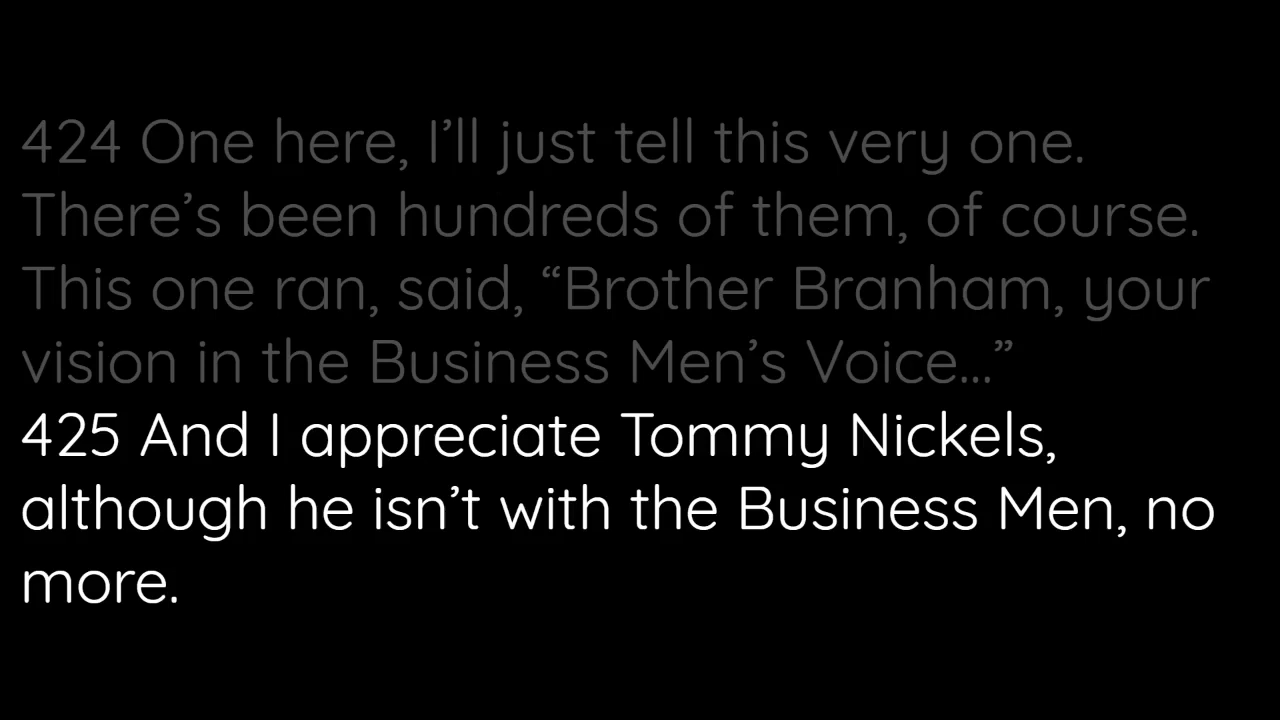 424 One here, I’ll just tell this very one.
There’s been hundreds of them, of course.
This one ran, said, “Brother Branham, your
vision in the Business Men’s Voice...”
425 And I appreciate Tommy Nickels,
although he isn’t with the Business Men, no
more.